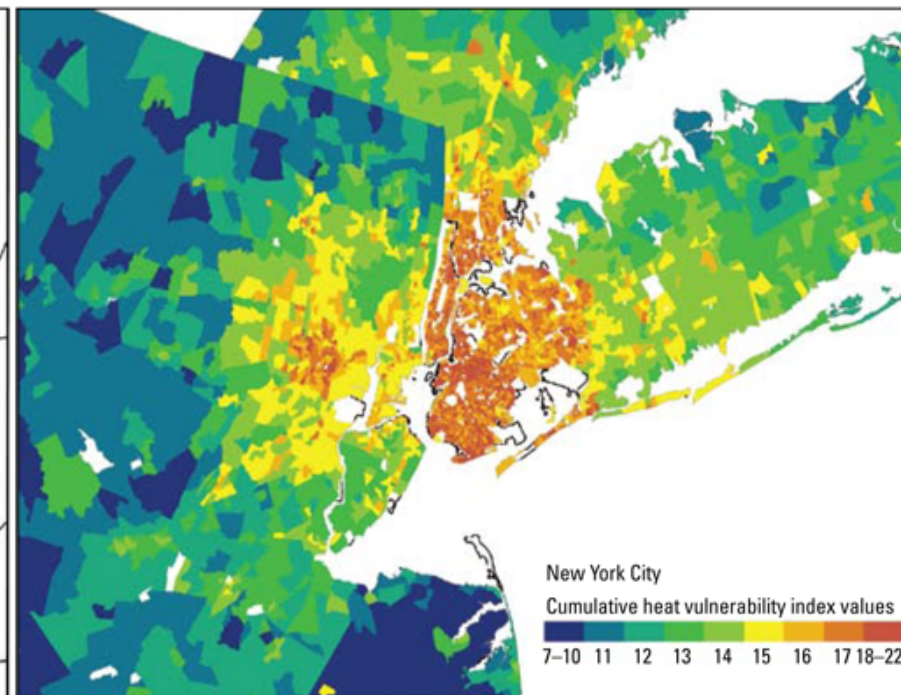 New York City
Cumulative heat vulnerability index values
7–10 11 12 13 14 15 16 17 18–22